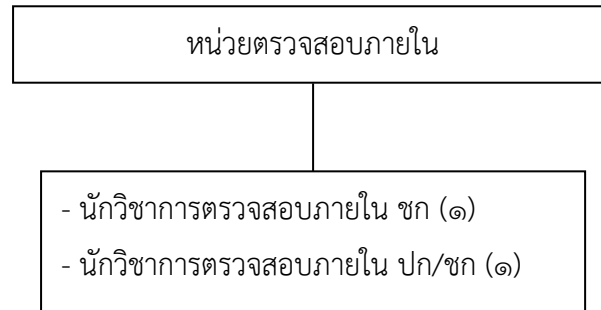 หน่วยตรวจสอบภายใน
- นักวิชาการตรวจสอบภายใน ชก (๑)
- นักวิชาการตรวจสอบภายใน ปก/ชก (๑)